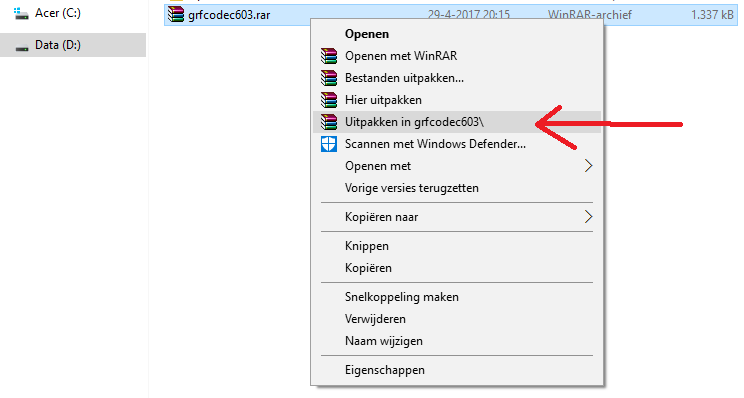 Acer (C:)
Data (D:)
grfcodec603.rar 29-4-2017 20:15 WinRAR-archief 1.337 kB
Openen
Openen met WinRAR
Bestanden uitpakken...
Hier uitpakken
Uitpakken in grfcodec603\
Scannen met Windows Defender...
Openen met
Vorige versies terugzetten
Kopiëren naar
Knippen
Kopiëren
Snelkoppeling maken
Verwijderen
Naam wijzigen
Eigenschappen